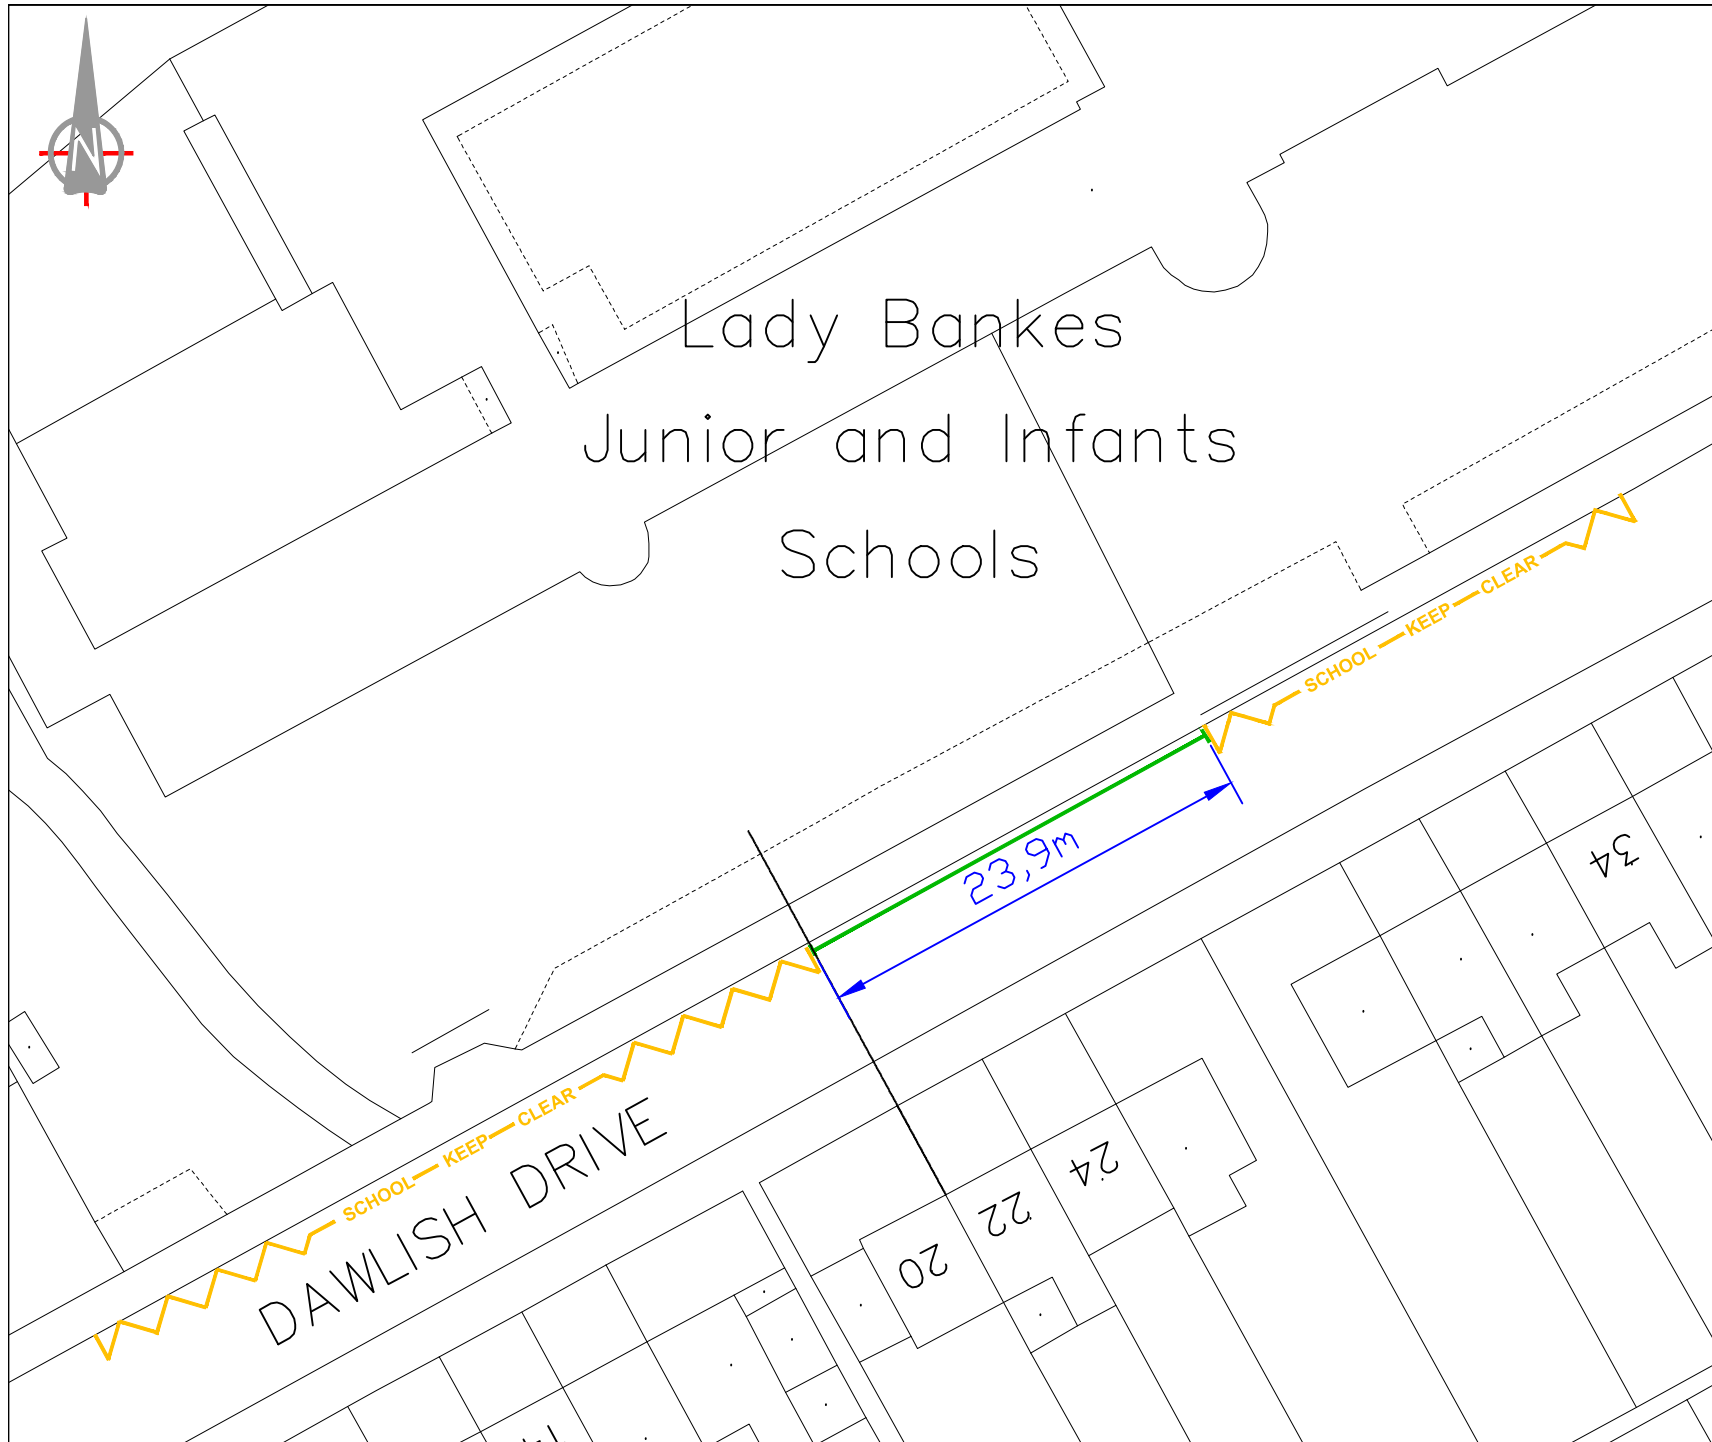 N
Lady Bankes
Junior and Infants
Schools
SCHOOL KEEP CLEAR
23,9m
34
SCHOOL KEEP CLEAR
DAWLISH DRIVE
24
22
20